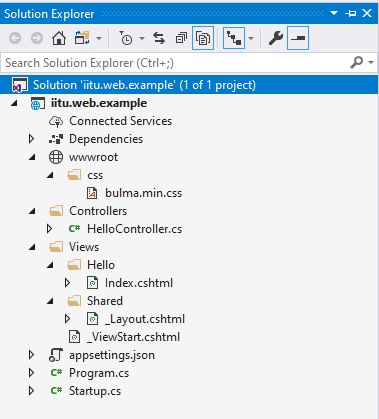 Solution Explorer
Search Solution Explorer (Ctrl+;)
Solution 'iitu.web.example' (1 of 1 project)
iitu.web.example
Connected Services
Dependencies
wwwroot
css
bulma.min.css
Controllers
C# HelloController.cs
Views
Hello
Index.cshtml
Shared
_Layout.cshtml
_ViewStart.cshtml
appsettings.json
C# Program.cs
C# Startup.cs